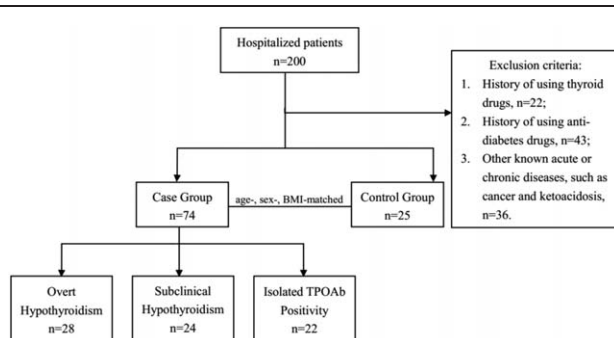 Hospitalized patients
n=200
Exclusion criteria:
1. History of using thyroid
drugs, n=22;
2. History of using anti-
diabetes drugs, n=43;
3. Other known acute or
chronic diseases, such as
cancer and ketoacidosis,
n=36.
Case Group
n=74
age-, sex-, BMI-matched
Control Group
n=25
Overt
Hypothyroidism
n=28
Subclinical
Hypothyroidism
n=24
Isolated TPOAb
Positivity
n=22